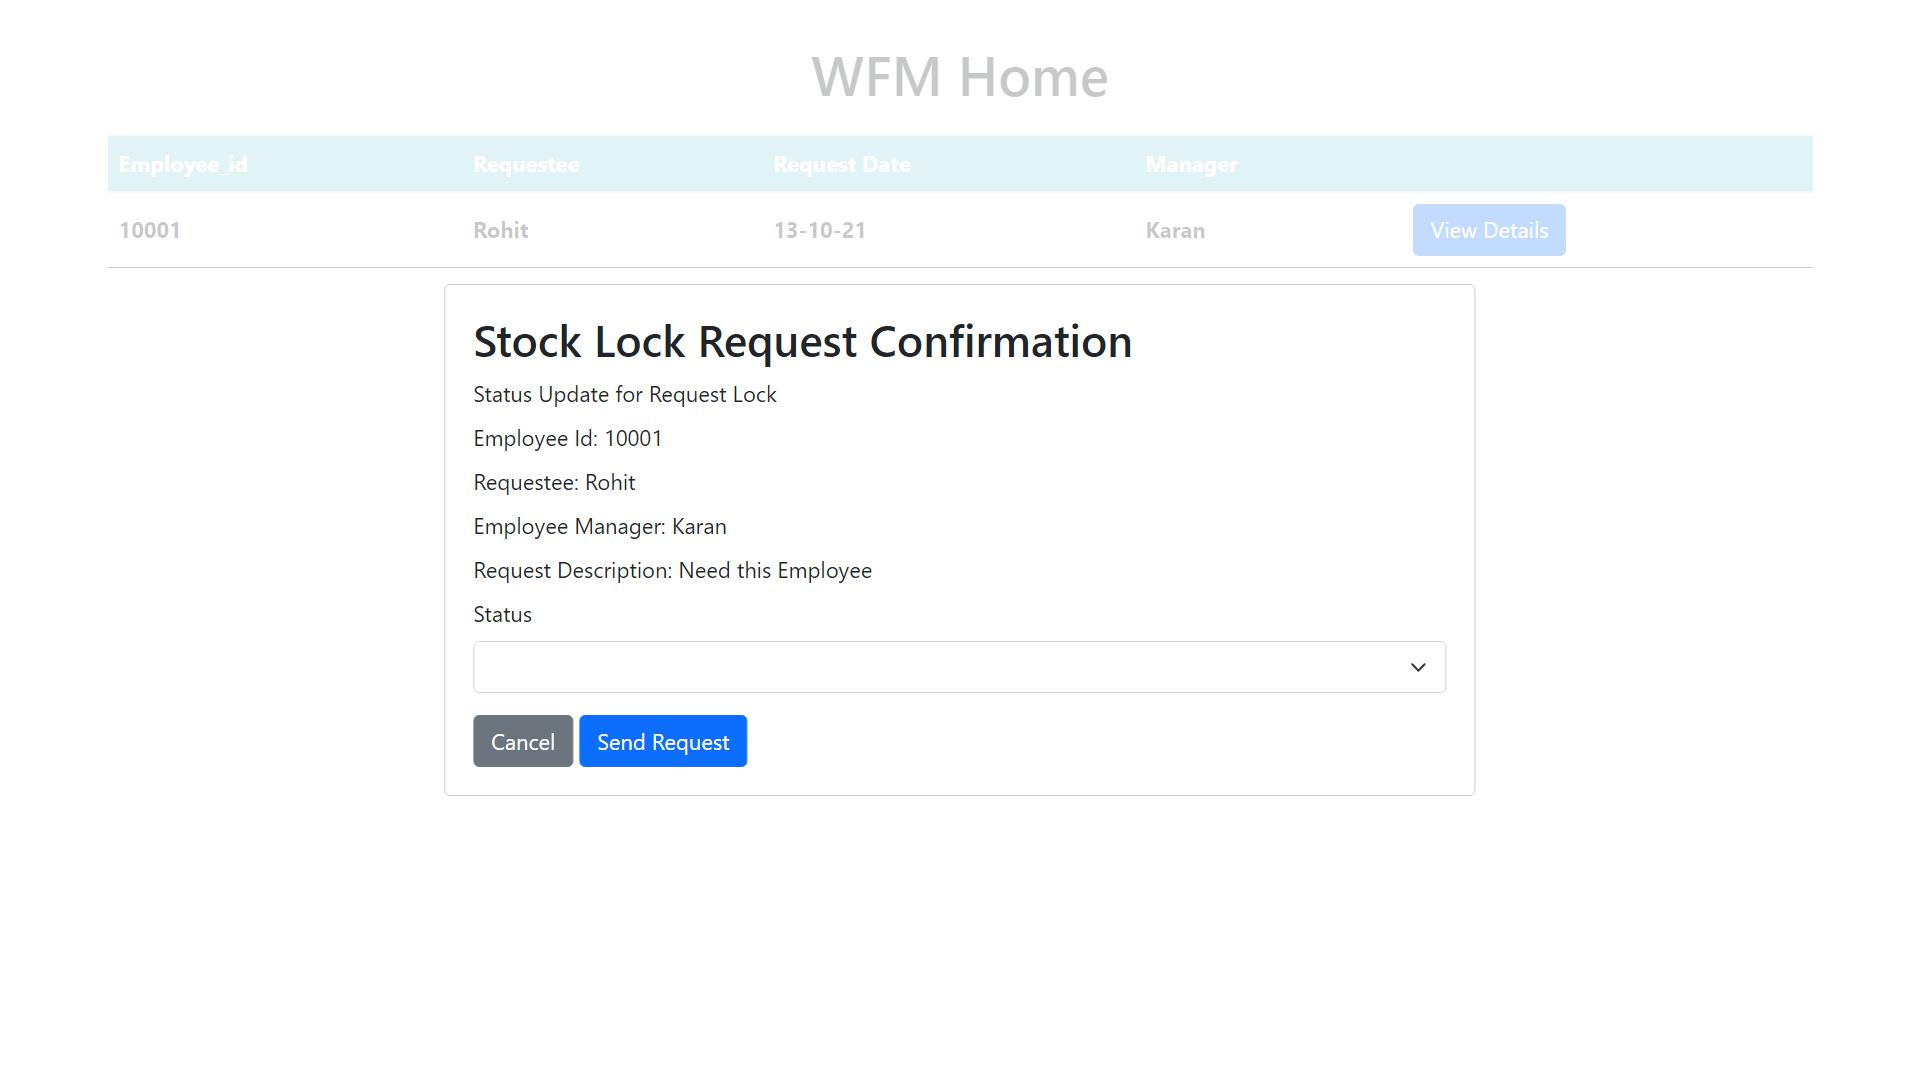 WFM Home
Employee_id Requestee Request Date Manager
10001 Rohit 13-10-21 Karan View Details
Stock Lock Request Confirmation
Status Update for Request Lock
Employee Id: 10001
Requestee: Rohit
Employee Manager: Karan
Request Description: Need this Employee
Status
Cancel Send Request